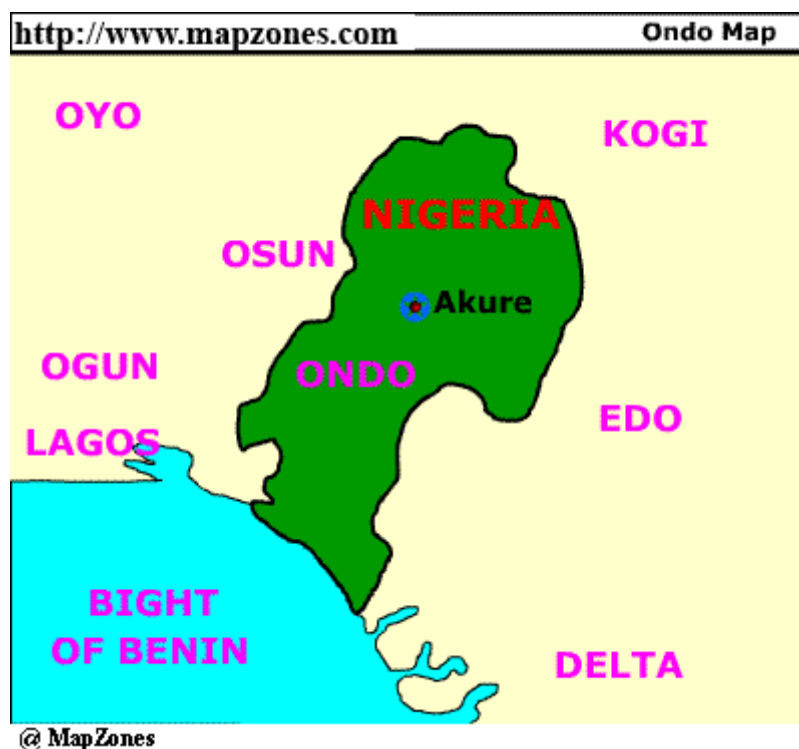 http://www.mapzones.com Ondo Map
OYO
KOGI
NIGERIA
OSUN
Akure
OGUN
ONDO
EDO
LAGOS
BIGHT
OF BENIN
DELTA
@ MapZones